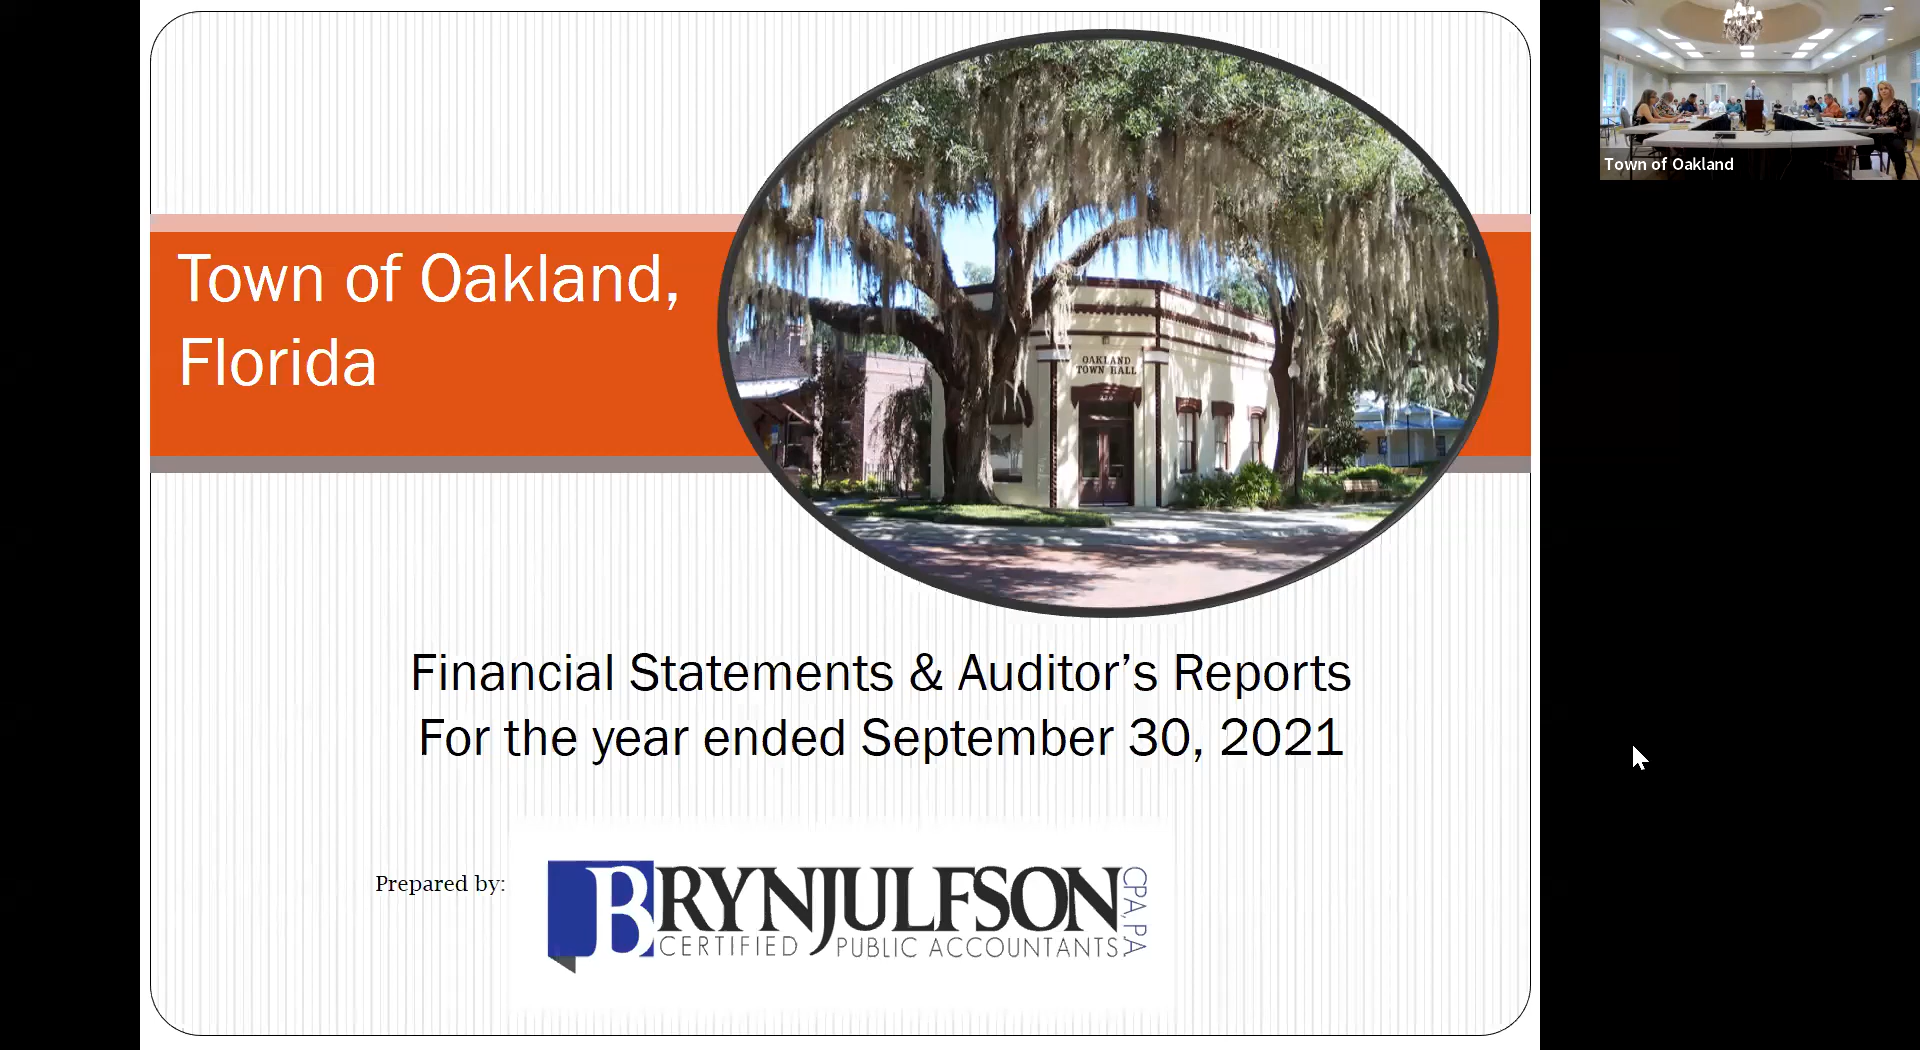 Town of Oakland,
Florida
OAKLAND
TOWN HALL
Financial Statements & Auditor’s Reports
For the year ended September 30, 2021
Prepared by:
BRYNJULFSON
CPA, PA
CERTIFIED PUBLIC ACCOUNTANTS
Town of Oakland